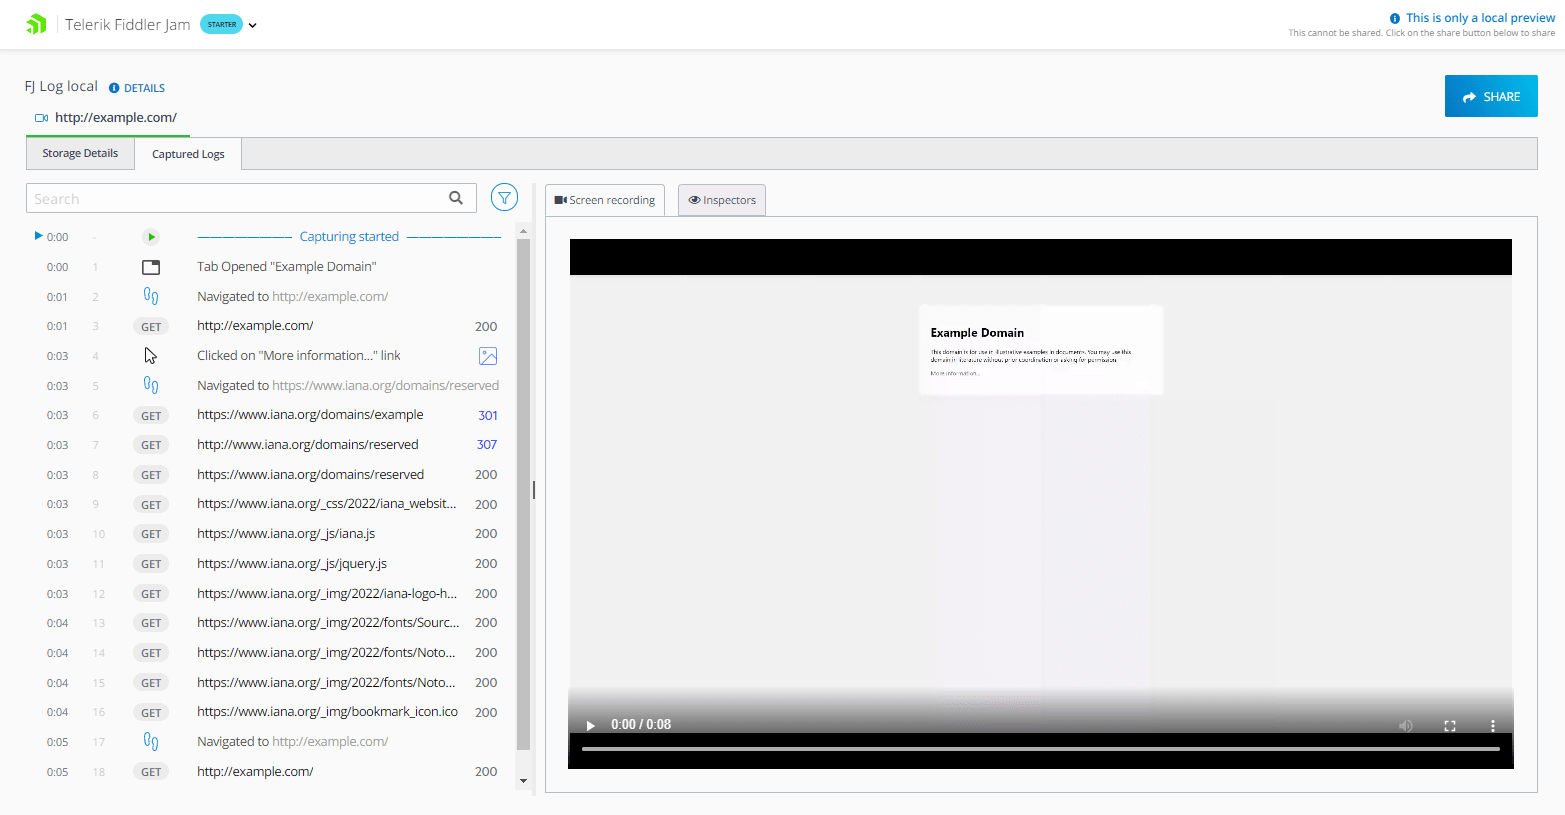 Telerik Fiddler Jam STARTER
This is only a local preview
This cannot be shared. Click on the share button below to share
FJ Log local DETAILS
SHARE
http://example.com/
Storage Details Captured Logs
Search
Screen recording Inspectors
0:00 - Capturing started
0:00 1 Tab Opened "Example Domain"
0:01 2 Navigated to http://example.com/
0:01 3 GET http://example.com/ 200
0:03 4 Clicked on "More information..." link
0:03 5 Navigated to https://www.iana.org/domains/reserved
0:03 6 GET https://www.iana.org/domains/example 301
0:03 7 GET http://www.iana.org/domains/reserved 307
0:03 8 GET https://www.iana.org/domains/reserved 200
0:03 9 GET https://www.iana.org/_css/2022/iana_websit... 200
0:03 10 GET https://www.iana.org/_js/iana.js 200
0:03 11 GET https://www.iana.org/_js/jquery.js 200
0:03 12 GET https://www.iana.org/_img/2022/iana-logo-h... 200
0:04 13 GET https://www.iana.org/_img/2022/fonts/Sourc... 200
0:04 14 GET https://www.iana.org/_img/2022/fonts/Noto... 200
0:04 15 GET https://www.iana.org/_img/2022/fonts/Noto... 200
0:04 16 GET https://www.iana.org/_img/bookmark_icon.ico 200
0:05 17 Navigated to http://example.com/
0:05 18 GET http://example.com/ 200
Example Domain
This domain is for use in illustrative examples in documents. You may use this
domain in literature without prior coordination or asking for permission.
More information...
0:00 / 0:08